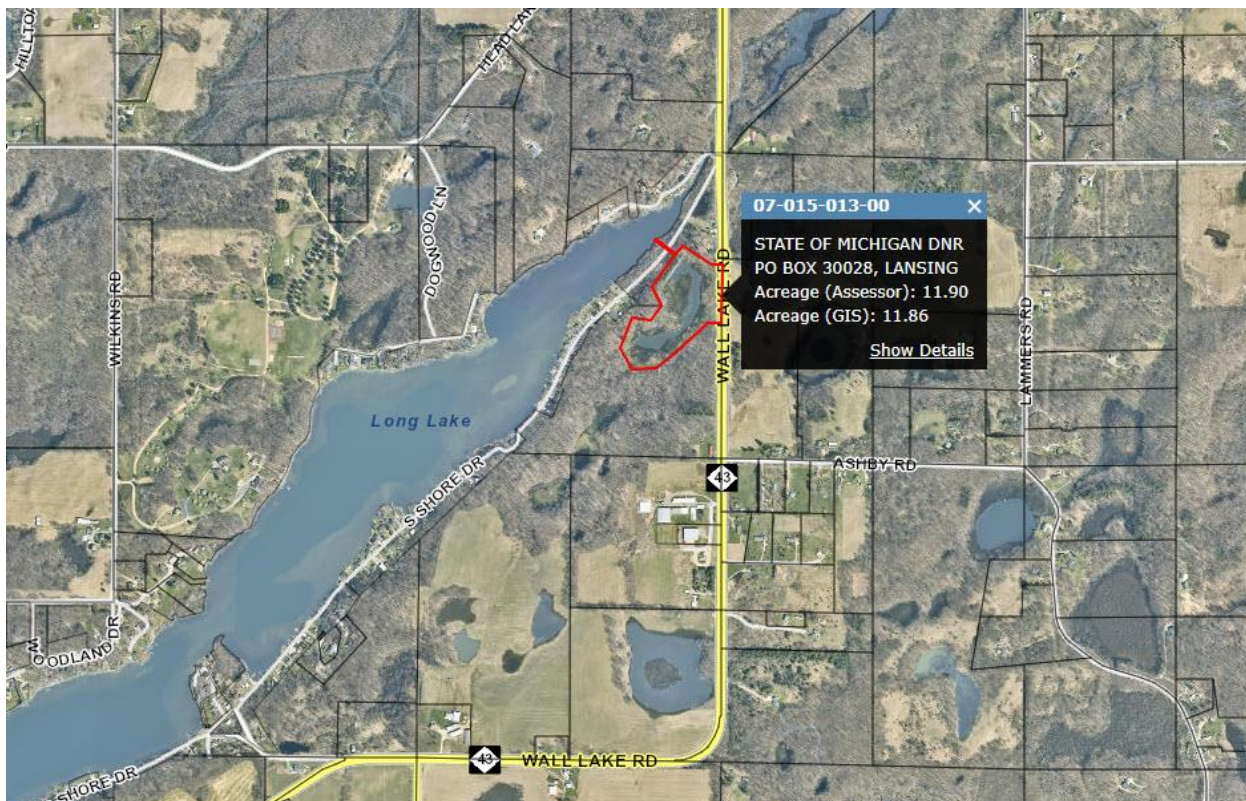 HILLTO
HEAD LAK
07-015-013-00
STATE OF MICHIGAN DNR
PO BOX 30028, LANSING
Acreage (Assessor): 11.90
Acreage (GIS): 11.86
Show Details
DOGWOOD LN
WILKINS RD
WALL LAKE RD
LAMMERS RD
Long Lake
S SHORE DR
43
ASHBY RD
WOODLAND DR
43
WALL LAKE RD
SHORE DR